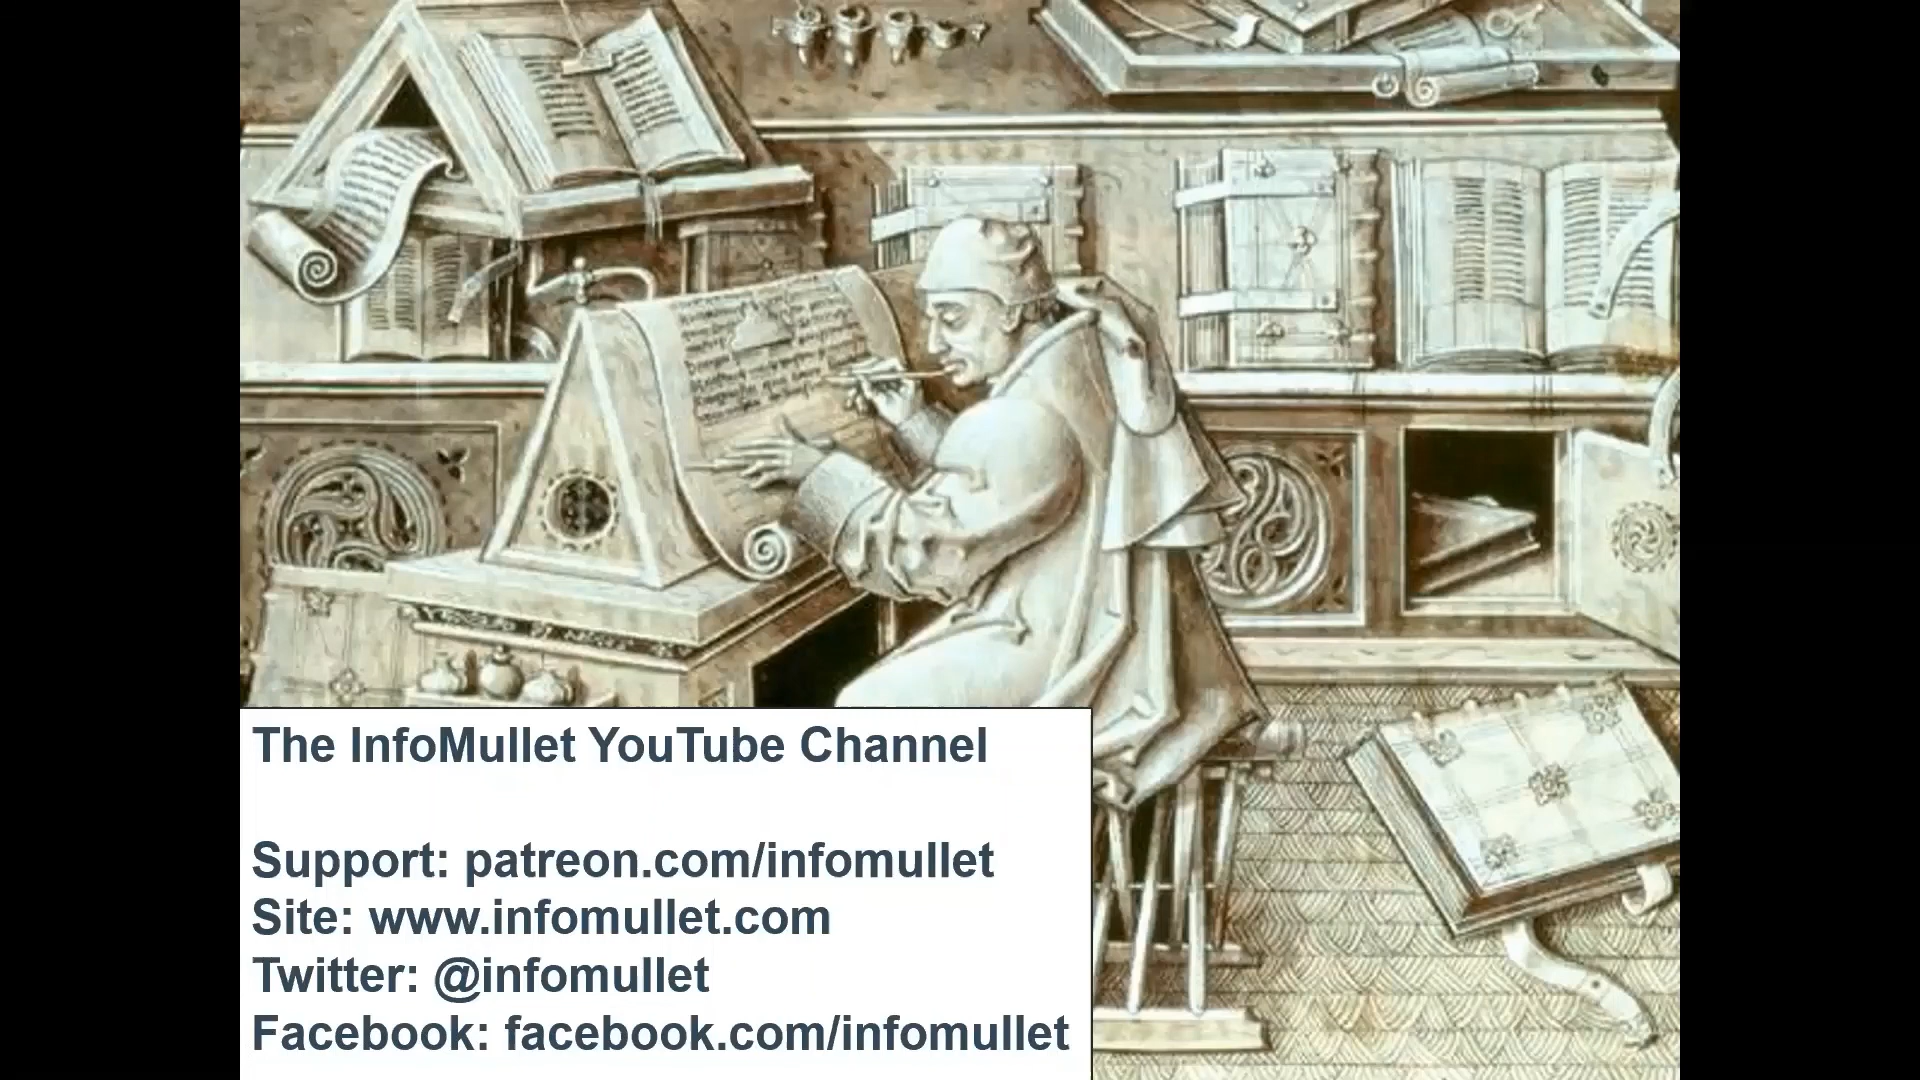 The InfoMullet YouTube Channel
Support: patreon.com/infomullet
Site: www.infomullet.com
Twitter: @infomullet
Facebook: facebook.com/infomullet